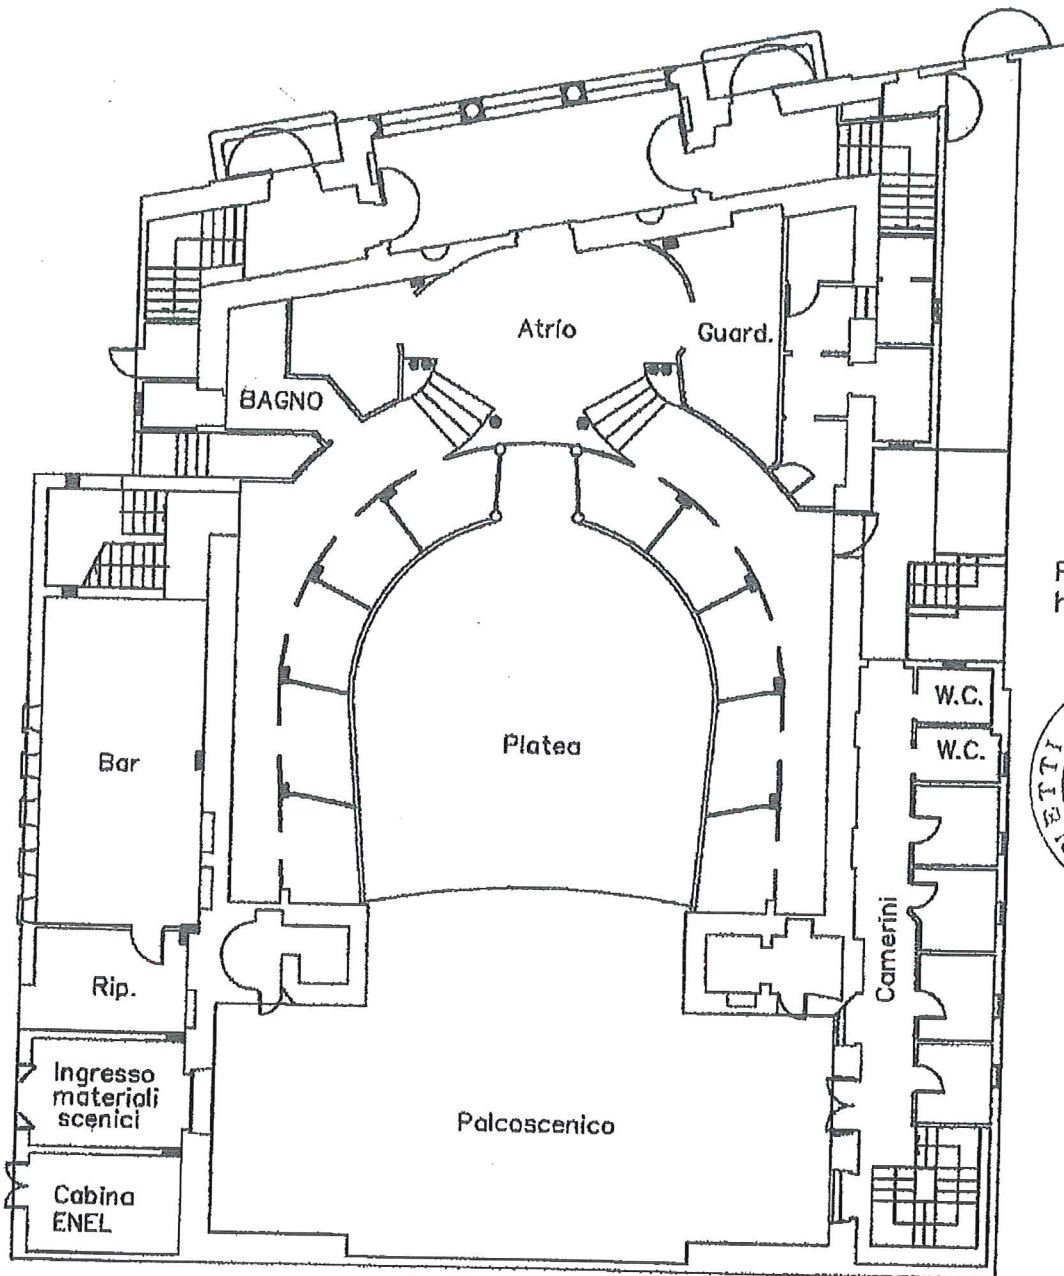 Atrio
Guard.
BAGNO
W.C.
W.C.
Bar
Platea
Camerini
Rip.
Ingresso
materiali
scenici
Palcoscenico
Cabina
ENEL